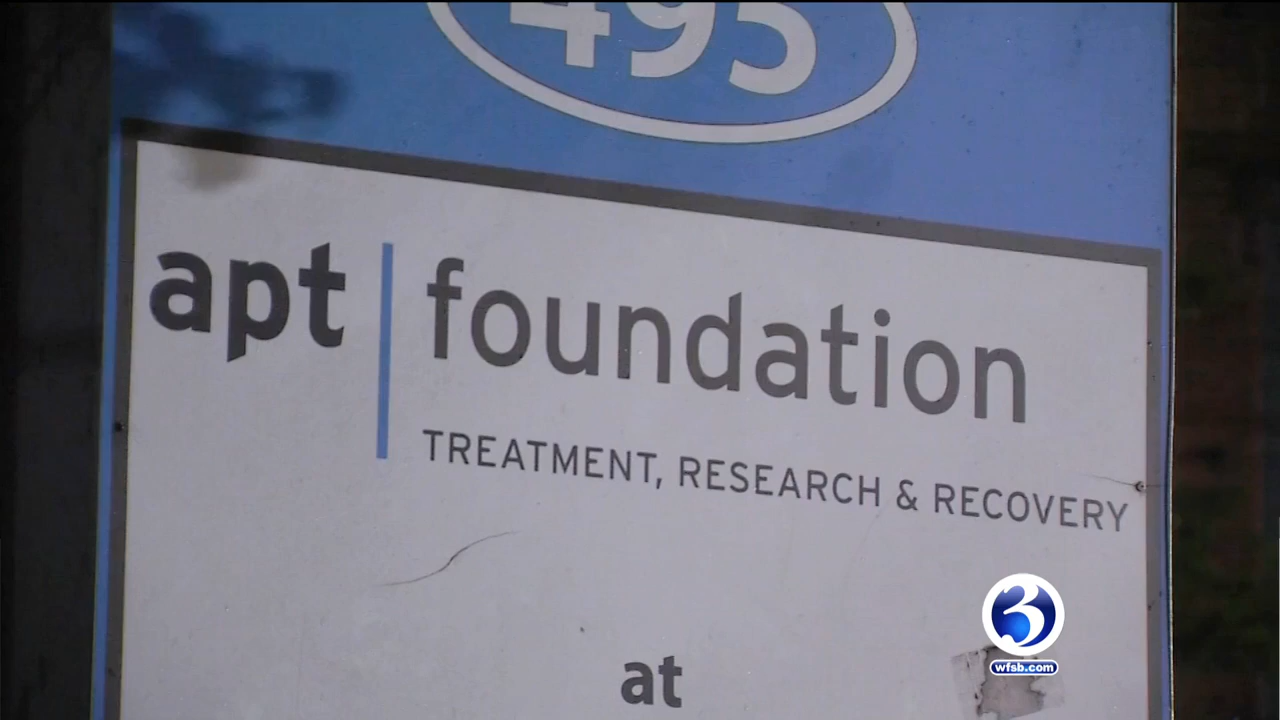 495
apt | foundation
TREATMENT, RESEARCH & RECOVERY
at
3
wfsb.com